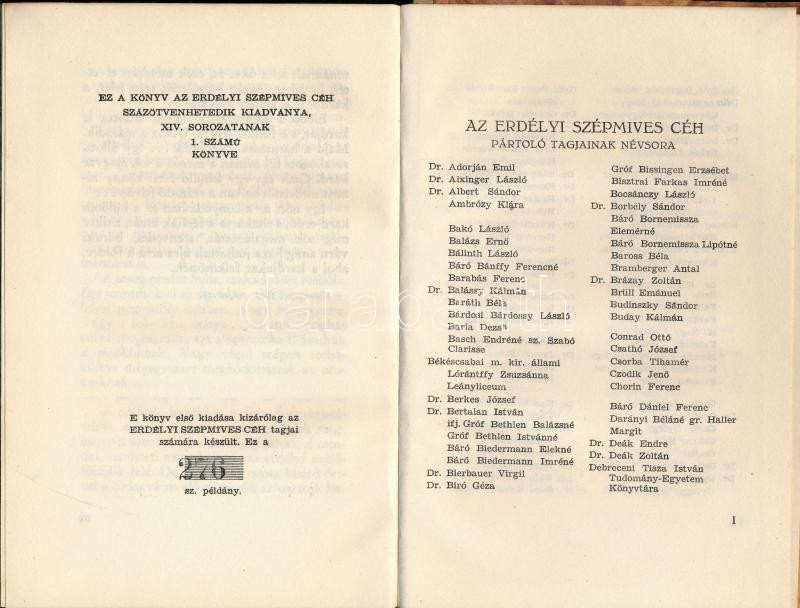 EZ A KÖNYV AZ ERDÉLYI SZÉPMIVES CÉH
SZÁZÖTVENHETEDIK KIADVÁNYA,
XIV. SOROZATÁNAK
1. SZÁMÚ
KÖNYVE
E könyv első kiadása kizárólag az
ERDÉLYI SZÉPMIVES CÉH tagjai
számára készült. Ez a
276
sz. példány.
AZ ERDÉLYI SZÉPMIVES CÉH
PÁRTOLÓ TAGJAINAK NÉVSORA
Dr. Adorján Emil
Dr. Aixinger László
Dr. Albert Sándor
Ambrózy Klára
Bakó László
Balázs Ernő
Bálinth László
Báró Bánffy Ferencné
Barabás Ferenc
Dr. Balássy Kálmán
Baráth Béla
Bárdosi Bárdossy László
Barla Dezső
Basch Endréné sz. Szabó
Clarisse
Békéscsabai m. kir. állami
Lórántffy Zsuzsánna
Leányliceum
Dr. Berkes József
Dr. Bertalan István
ifj. Gróf Bethlen Balázsné
Gróf Bethlen Istvánné
Báró Biedermann Elekné
Báró Biedermann Imréné
Dr. Bierbauer Virgil
Dr. Biró Géza
Gróf Bissingen Erzsébet
Bisztrai Farkas Imréné
Bocsánczy László
Dr. Borbély Sándor
Báró Bornemissza
Elemérné
Báró Bornemissza Lipótné
Baross Béla
Bramberger Antal
Dr. Brázay Zoltán
Brüll Emánuel
Budinszky Sándor
Buday Kálmán
Conrad Ottó
Csathó József
Csorba Tihamér
Czodik Jenő
Chorin Ferenc
Báró Dániel Ferenc
Darányi Béláné gr. Haller
Margit
Dr. Deák Endre
Dr. Deák Zoltán
Debreceni Tisza István
Tudomány-Egyetem
Könyvtára
I
darabanth